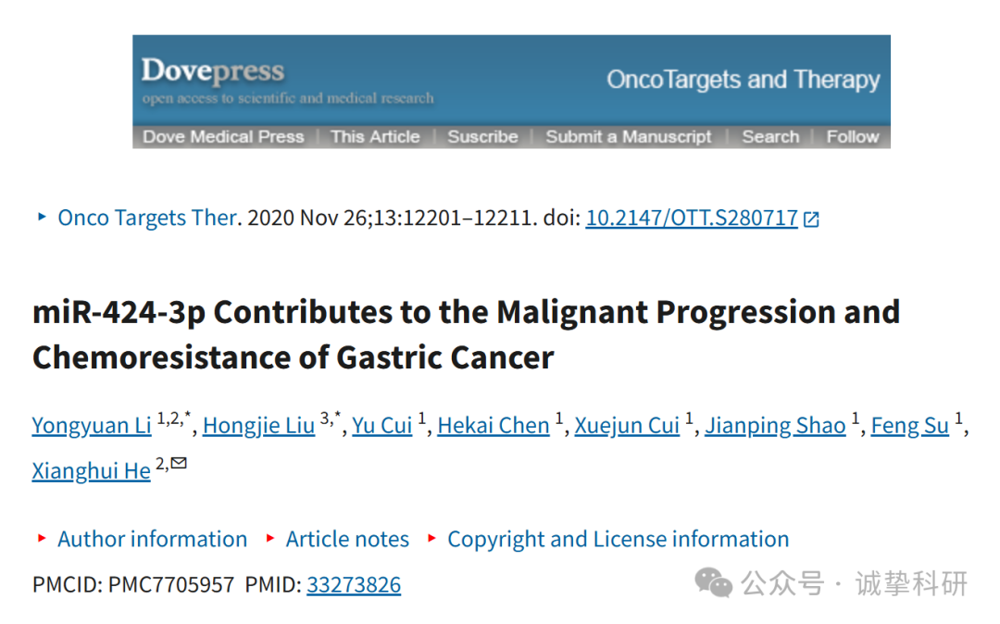 Dovepress
open access to scientific and medical research
OncoTargets and Therapy
Dove Medical Press | This Article | Suscribe | Submit a Manuscript | Search | Follow
‣ Onco Targets Ther. 2020 Nov 26;13:12201–12211. doi: 10.2147/OTT.S280717
miR-424-3p Contributes to the Malignant Progression and
Chemoresistance of Gastric Cancer
Yongyuan Li 1,2,*, Hongjie Liu 3,*, Yu Cui 1, Hekai Chen 1, Xuejun Cui 1, Jianping Shao 1, Feng Su 1,
Xianghui He 2,✉
‣ Author information ‣ Article notes ‣ Copyright and License information
PMCID: PMC7705957 PMID: 33273826
公众号 · 诚挚科研